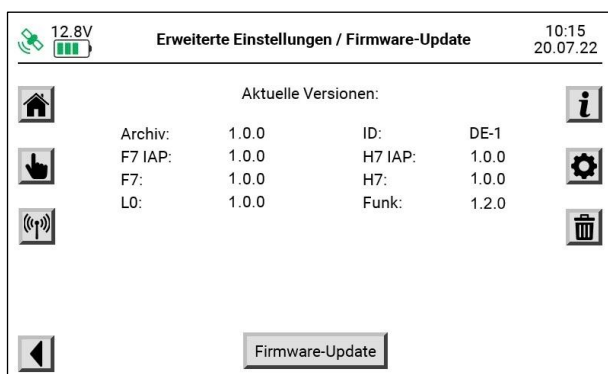 12.8V
Erweiterte Einstellungen / Firmware-Update
10:15
20.07.22
Aktuelle Versionen:
Archiv: 1.0.0 ID: DE-1
F7 IAP: 1.0.0 H7 IAP: 1.0.0
F7: 1.0.0 H7: 1.0.0
L0: 1.0.0 Funk: 1.2.0
Firmware-Update